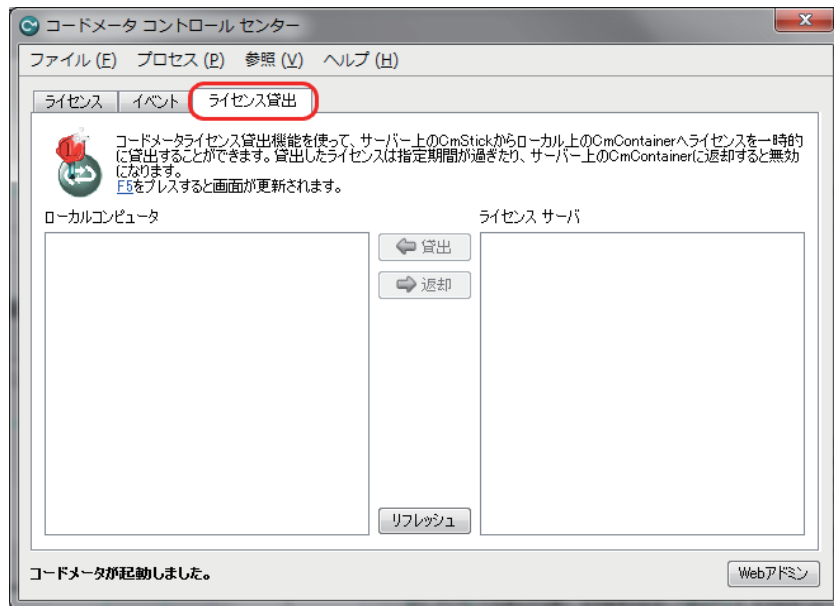 コードメータ コントロール センター
ファイル (F) プロセス (P) 参照 (V) ヘルプ (H)
ライセンス イベント ライセンス貸出
コードメータライセンス貸出機能を使って、サーバー上のCmStickからローカル上のCmContainerへライセンスを一時的
に貸出することができます。貸出したライセンスは指定期間が過ぎたり、サーバー上のCmContainerに返却すると無効
になります。
F5をプレスすると画面が更新されます。
ローカルコンピュータ ライセンス サーバ
貸出
返却
リフレッシュ
コードメータが起動しました。 Webアドミン